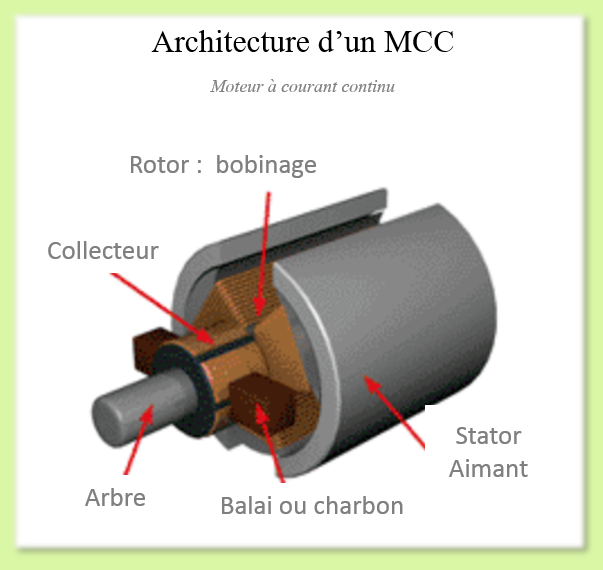 Architecture d’un MCC
Moteur à courant continu
Rotor : bobinage
Collecteur
Stator
Aimant
Arbre
Balai ou charbon